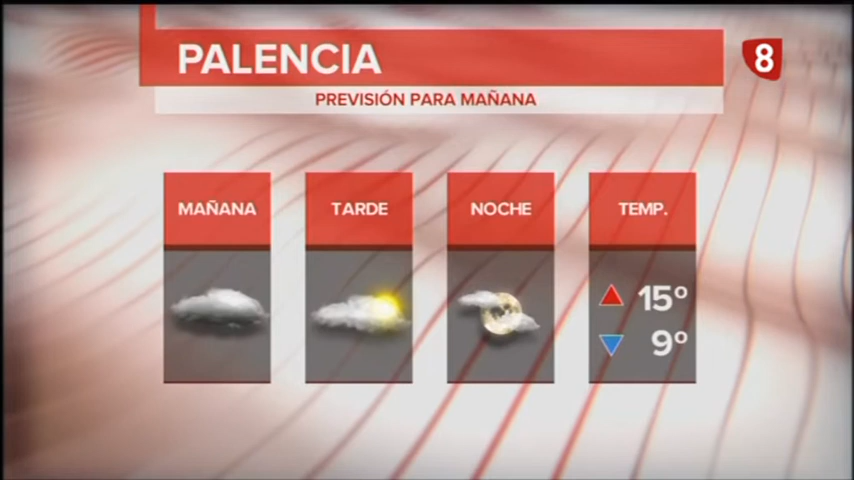 PALENCIA
8
PREVISIÓN PARA MAÑANA
MAÑANA
TARDE
NOCHE
TEMP.
15º
9º